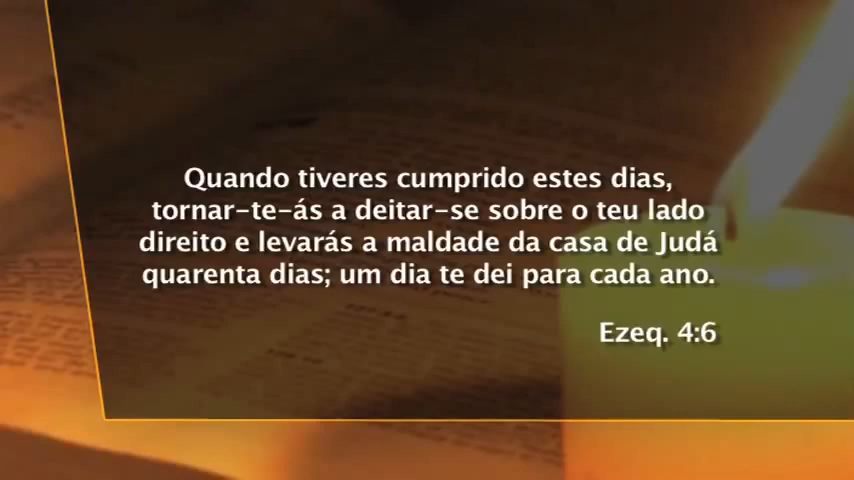 Quando tiveres cumprido estes dias,
tornar-te-ás a deitar-se sobre o teu lado
direito e levarás a maldade da casa de Judá
quarenta dias; um dia te dei para cada ano.
Ezeq. 4:6